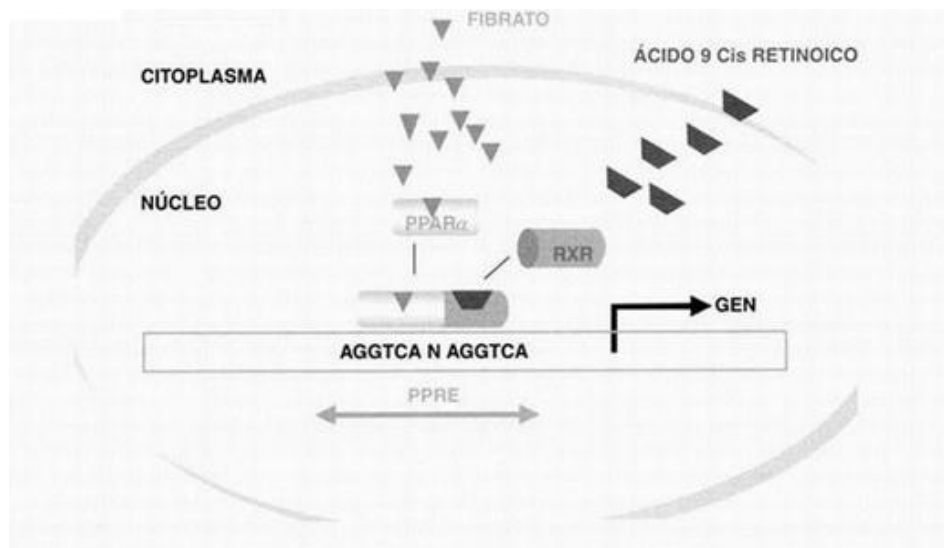 FIBRATO
ÁCIDO 9 Cis RETINOICO
CITOPLASMA
NÚCLEO
PPARα
RXR
GEN
AGGTCA N AGGTCA
PPRE